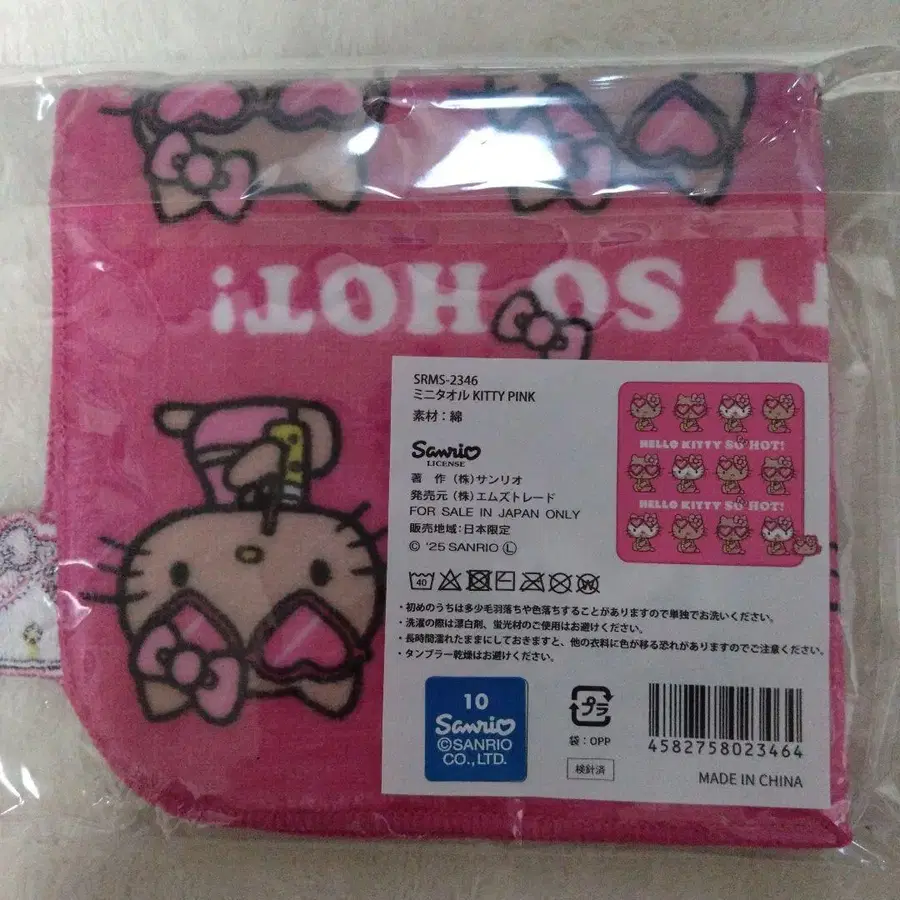 TY SO HOT!
SRMS-2346
ミニタオル KITTY PINK
素材:綿
Sanrio
LICENSE
著 作 (株)サンリオ
発売元 (株)エムズトレード
FOR SALE IN JAPAN ONLY
販売地域:日本限定
© '25 SANRIO Ⓛ
40
・初めのうちは多少毛羽落ちや色落ちすることがありますので単独でお洗いください。
・洗濯の際は漂白剤、蛍光材のご使用はお避けください。
・長時間濡れたままにしておきますと、他の衣料に色が移る恐れがありますのでご注意ください。
・タンブラー乾燥はお避けください。
HELLO KITTY SO HOT!
HELLO KITTY SO HOT!
10
Sanrio
©SANRIO
CO.,LTD.
プラ
袋:OPP
検針済
4582758023464
MADE IN CHINA